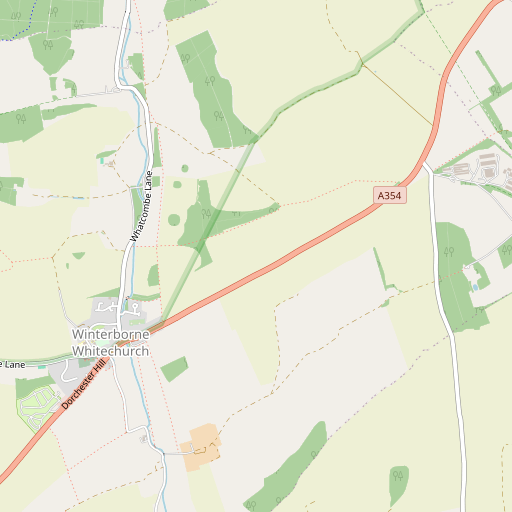 Whatcombe Lane
A354
Winterborne
Whitechurch
e Lane
Dorchester Hill